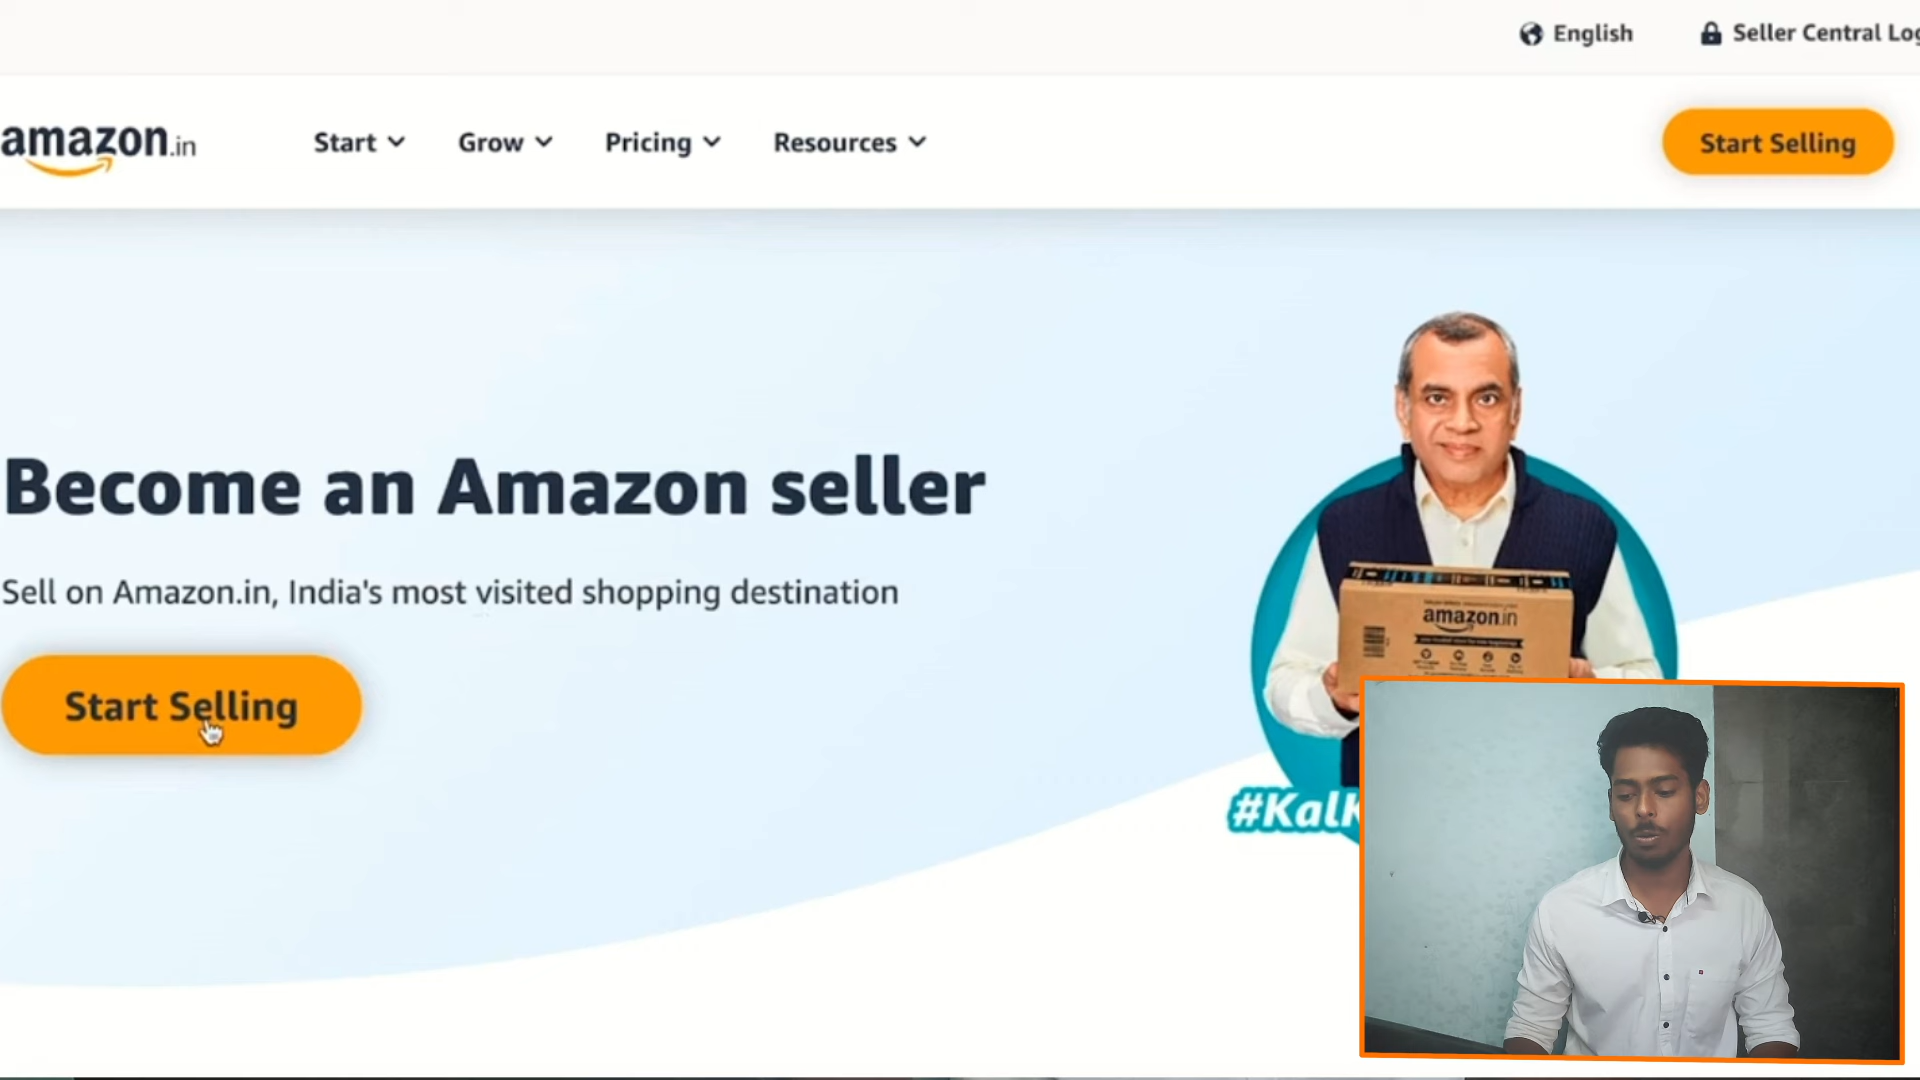 English
Seller Central Log
amazon.in
Start
Grow
Pricing
Resources
Start Selling
Become an Amazon seller
Sell on Amazon.in, India's most visited shopping destination
Start Selling
amazon.in
#KalK